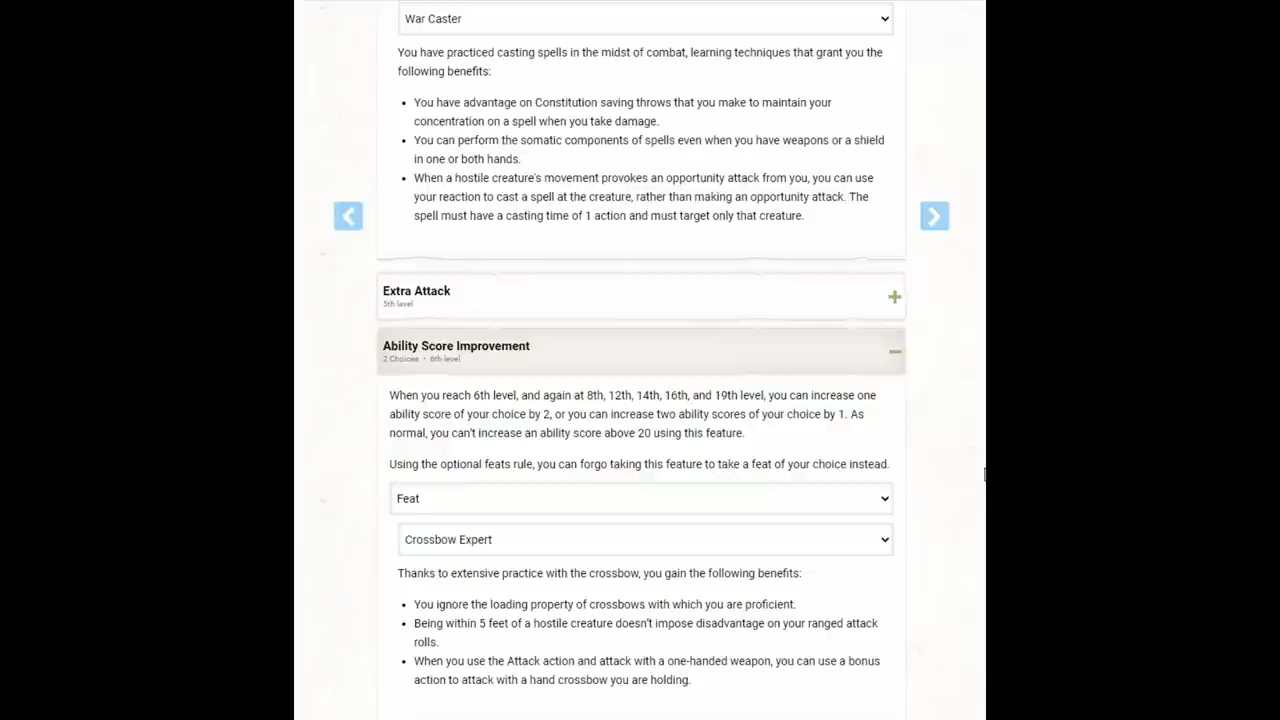 War Caster
You have practiced casting spells in the midst of combat, learning techniques that grant you the
following benefits:
• You have advantage on Constitution saving throws that you make to maintain your
concentration on a spell when you take damage.
• You can perform the somatic components of spells even when you have weapons or a shield
in one or both hands.
• When a hostile creature's movement provokes an opportunity attack from you, you can use
your reaction to cast a spell at the creature, rather than making an opportunity attack. The
spell must have a casting time of 1 action and must target only that creature.
Extra Attack
5th level
Ability Score Improvement
2 Choices • 6th level
When you reach 6th level, and again at 8th, 12th, 14th, 16th, and 19th level, you can increase one
ability score of your choice by 2, or you can increase two ability scores of your choice by 1. As
normal, you can't increase an ability score above 20 using this feature.
Using the optional feats rule, you can forgo taking this feature to take a feat of your choice instead.
Feat
Crossbow Expert
Thanks to extensive practice with the crossbow, you gain the following benefits:
• You ignore the loading property of crossbows with which you are proficient.
• Being within 5 feet of a hostile creature doesn't impose disadvantage on your ranged attack
rolls.
• When you use the Attack action and attack with a one-handed weapon, you can use a bonus
action to attack with a hand crossbow you are holding.